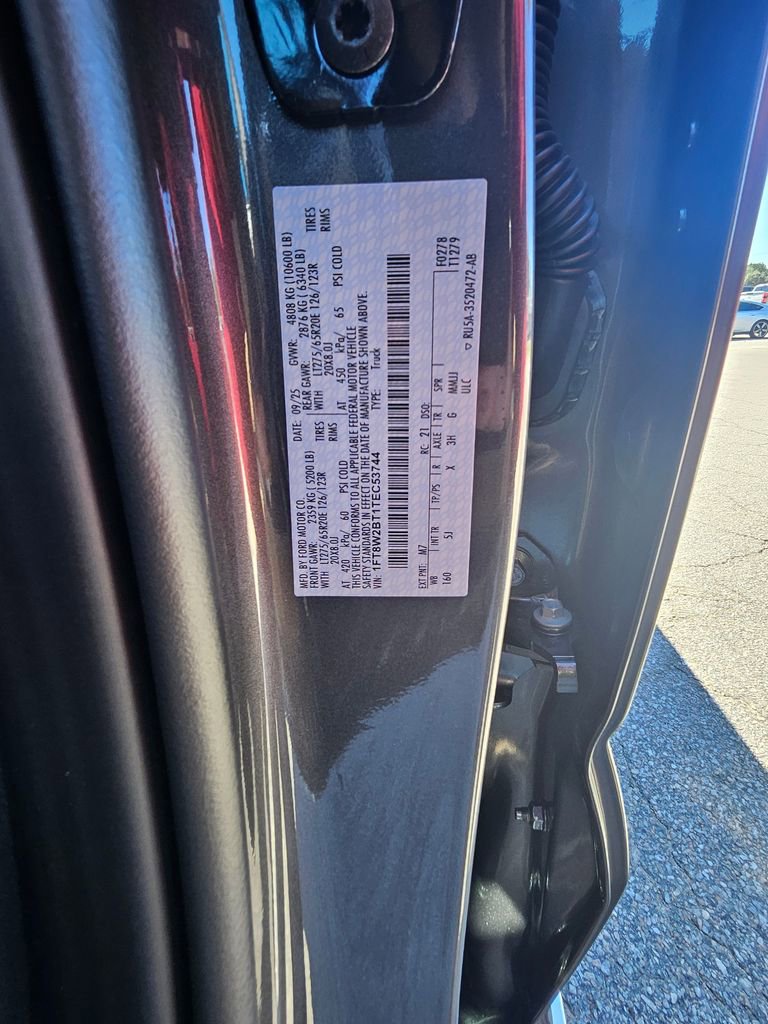 MFD. BY FORD MOTOR CO. DATE: 09/25 GVWR: 4808 KG (10600 LB)
FRONT GAWR: 2359 KG ( 5200 LB) REAR GAWR: 2876 KG ( 6340 LB)
WITH LT275/65R20E 126/123R TIRES WITH LT275/65R20E 126/123R TIRES
20X8.0J RIMS 20X8.0J RIMS
AT 420 kPa/ 60 PSI COLD AT 450 kPa/ 65 PSI COLD
THIS VEHICLE CONFORMS TO ALL APPLICABLE FEDERAL MOTOR VEHICLE
SAFETY STANDARDS IN EFFECT ON THE DATE OF MANUFACTURE SHOWN ABOVE.
VIN: 1FT8W2BT1TEC53744 TYPE: Truck
EXT PNT: M7 RC: 21 DSO: F0278
WB INT TR TP/PS R AXLE TR SPR T1279
160 5J X 3H G MMJJ
ULC ▽ RU5A-3520472-AB